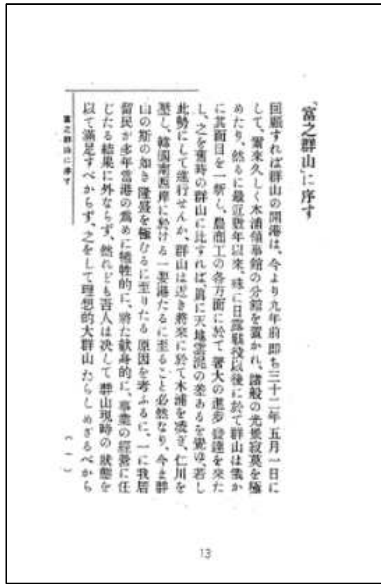 「富之群山」に序す
回顧すれば群山の開港は、今より九年前即ち三十二年五月一日に
して、爾來久しく木浦領事館の分館を置かれ、諸般の光景寂寞を極
めたり、然るに最近數年以來、殊に日露戰役以後に於て群山は俄か
に其面目を一新し、農商工の各方面に於て著大の進步發達を來た
し、之を舊時の群山に比すれば、眞に天地雲泥の差あるを覺ゆ、若し
此勢にして進行せんか、群山は近き將來に於て木浦を凌ぎ、仁川を
壓し、韓國南西岸に於ける一要港たるに至ること必然なり、今ま群
山の斯の如き隆盛を極むるに至りたる原因を考ふるに、一に我居
留民が多年當港の爲めに犧牲的に、將た獻身的に、事業の經營に任
じたる結果に外ならず、然れども吾人は決して群山現時の狀態を
以て滿足すべからず、之をして理想的大群山たらしめざるべから
富之群山に序す
(一)
13